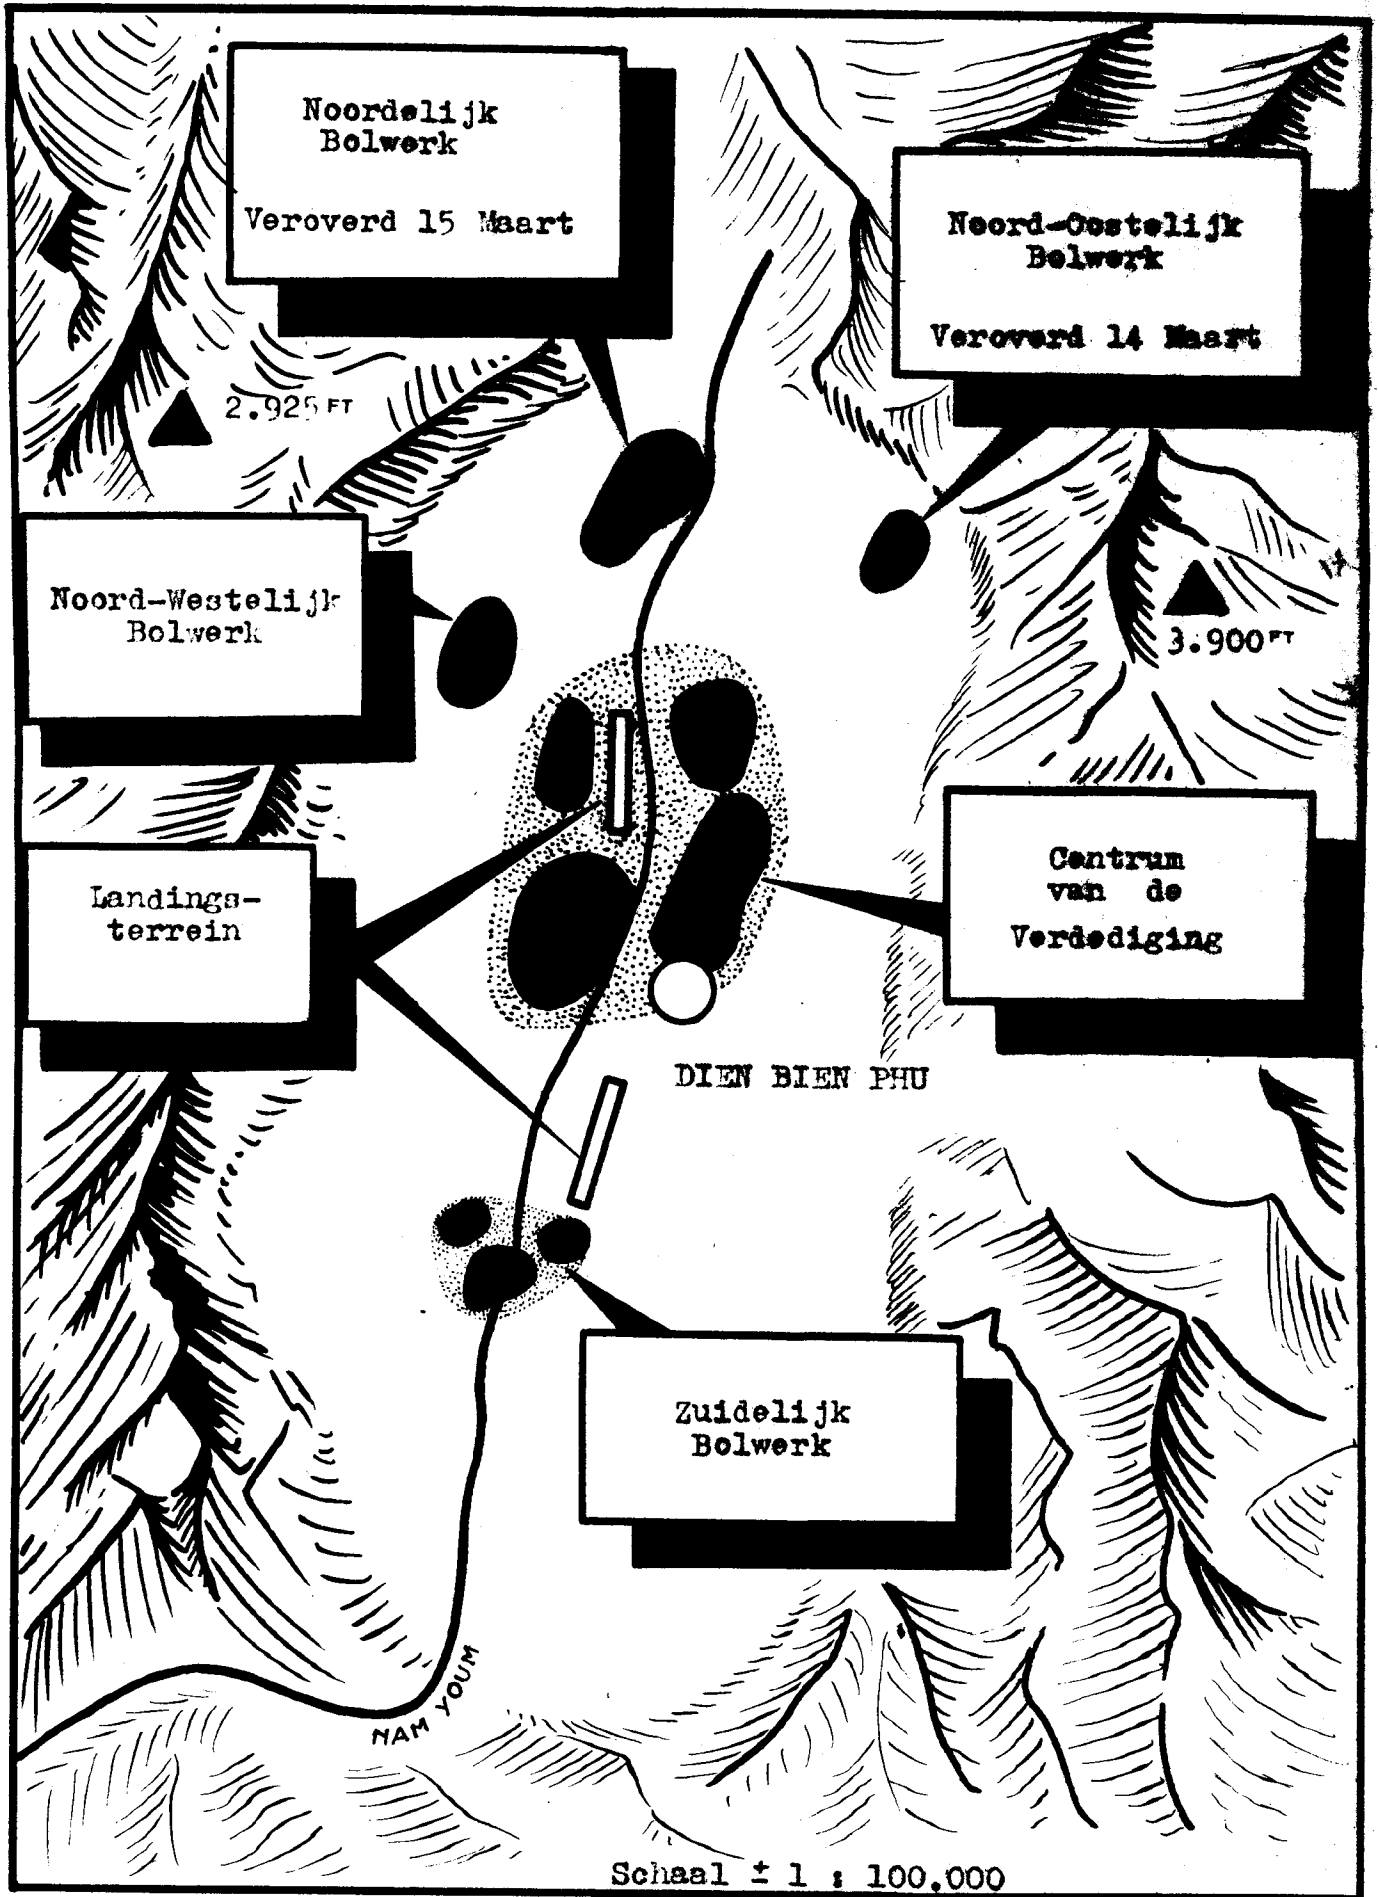 Noordelijk
Bolwerk
Veroverd 15 Maart
Noord-Oostelijk
Bolwerk
Veroverd 14 Maart
2.925 FT
Noord-Westelijk
Bolwerk
3.900 FT
Landings-
terrein
Centrum
van de
Verdediging
DIEN BIEN PHU
Zuidelijk
Bolwerk
NAM YOUM
Schaal ± 1 : 100.000